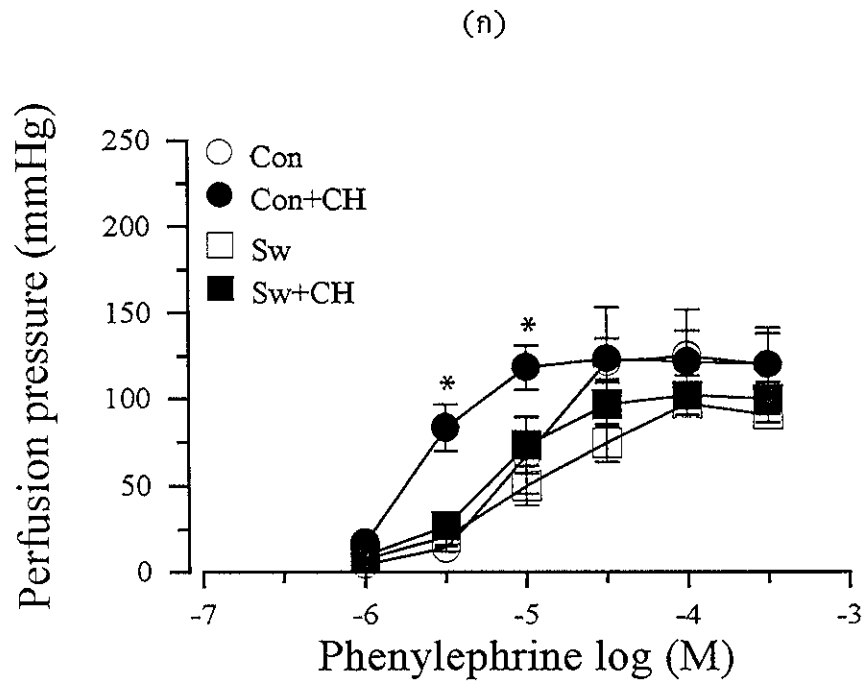 (ก)
Perfusion pressure (mmHg)
250
200
150
100
50
0
Con
Con+CH
Sw
Sw+CH
*
*
-7
-6
-5
-4
-3
Phenylephrine log (M)